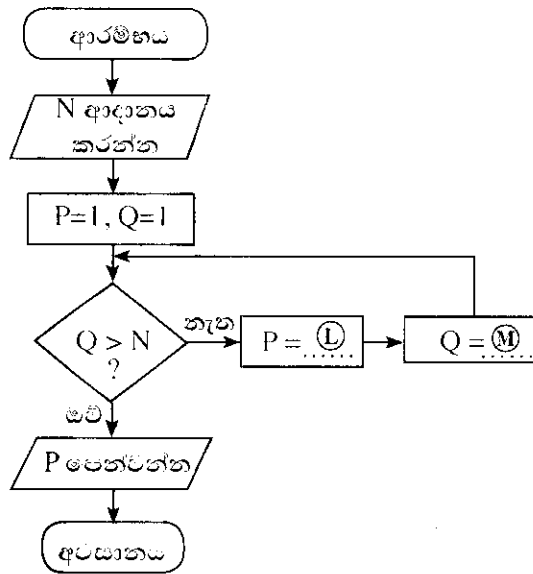 ආරම්භය
N ආදානය
කරන්න
P=1 , Q=1
Q > N
?
නැත
P = Ⓛ
Q = Ⓜ
ඔව්
P පෙන්වන්න
අවසානය